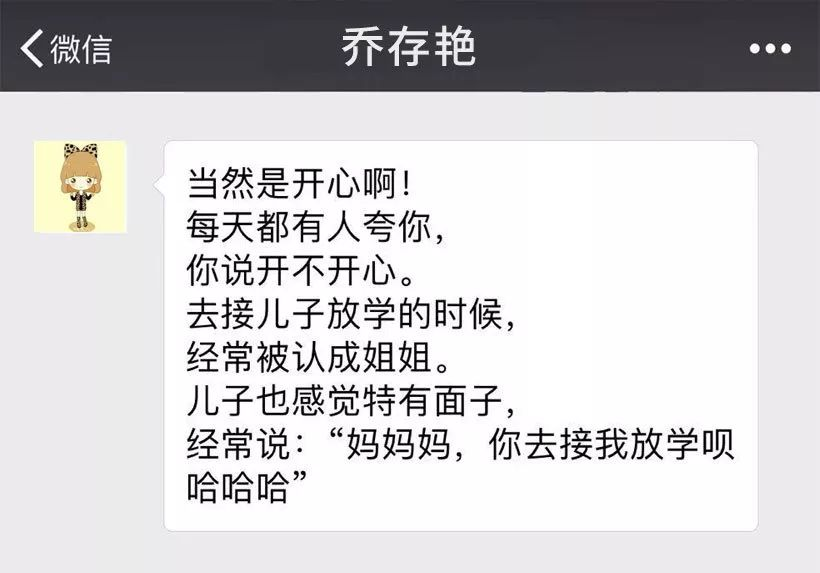 微信
乔存艳
当然是开心啊！
每天都有人夸你，
你说开不开心。
去接儿子放学的时候，
经常被认成姐姐。
儿子也感觉特有面子，
经常说：“妈妈妈，你去接我放学呗
哈哈哈”